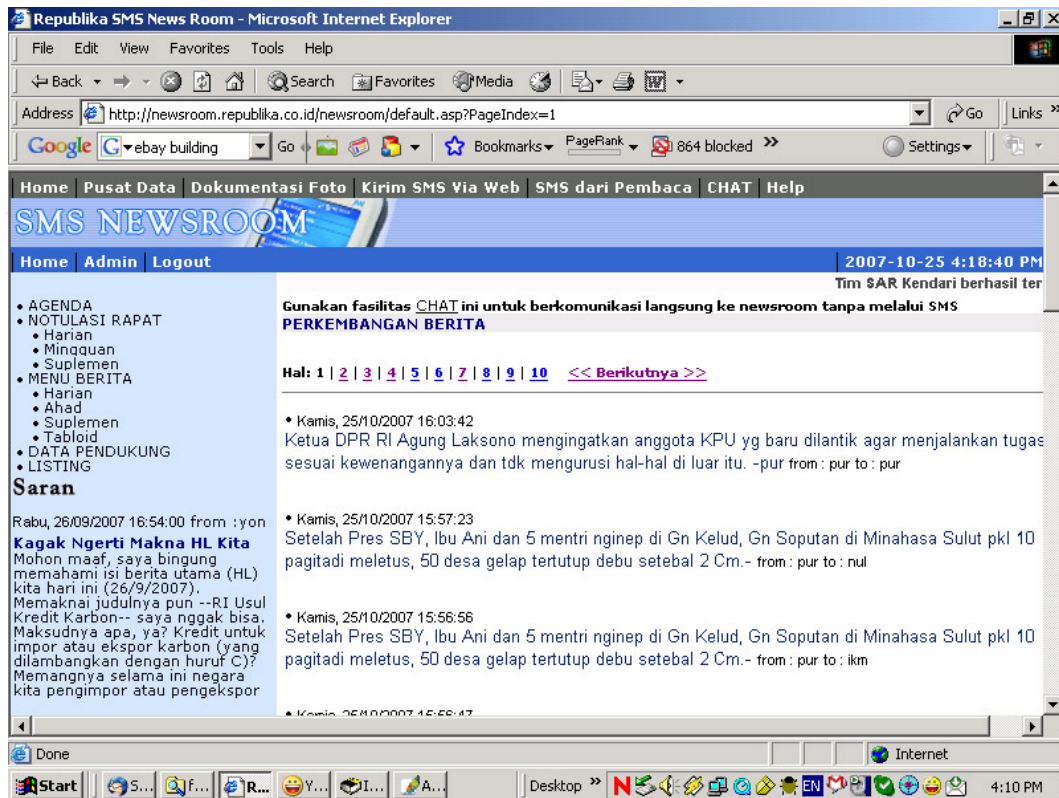 Republika SMS News Room - Microsoft Internet Explorer
File Edit View Favorites Tools Help
Back Search Favorites Media
Address http://newsroom.republika.co.id/newsroom/default.asp?PageIndex=1 Go Links »
Google G ebay building Go Bookmarks PageRank 864 blocked » Settings
Home | Pusat Data | Dokumentasi Foto | Kirim SMS Via Web | SMS dari Pembaca | CHAT | Help
SMS NEWSROOM
Home | Admin | Logout | 2007-10-25 4:18:40 PM
Tim SAR Kendari berhasil ter
• AGENDA
• NOTULASI RAPAT
• Harian
• Mingguan
• Suplemen
• MENU BERITA
• Harian
• Ahad
• Suplemen
• Tabloid
• DATA PENDUKUNG
• LISTING
Saran
Rabu, 26/09/2007 16:54:00 from :yon
Kagak Ngerti Makna HL Kita
Mohon maaf, saya bingung
memahami isi berita utama (HL)
kita hari ini (26/9/2007).
Memaknai judulnya pun --RI Usul
Kredit Karbon-- saya nggak bisa.
Maksudnya apa, ya? Kredit untuk
impor atau ekspor karbon (yang
dilambangkan dengan huruf C)?
Memangnya selama ini negara
kita pengimpor atau pengekspor
Gunakan fasilitas CHAT ini untuk berkomunikasi langsung ke newsroom tanpa melalui SMS
PERKEMBANGAN BERITA
Hal: 1 | 2 | 3 | 4 | 5 | 6 | 7 | 8 | 9 | 10 << Berikutnya >>
• Kamis, 25/10/2007 16:03:42
Ketua DPR RI Agung Laksono mengingatkan anggota KPU yg baru dilantik agar menjalankan tugas
sesuai kewenangannya dan tdk mengurusi hal-hal di luar itu. -pur from : pur to : pur
• Kamis, 25/10/2007 15:57:23
Setelah Pres SBY, Ibu Ani dan 5 mentri nginep di Gn Kelud, Gn Soputan di Minahasa Sulut pkl 10
pagitadi meletus, 50 desa gelap tertutup debu setebal 2 Cm.- from : pur to : nul
• Kamis, 25/10/2007 15:56:56
Setelah Pres SBY, Ibu Ani dan 5 mentri nginep di Gn Kelud, Gn Soputan di Minahasa Sulut pkl 10
pagitadi meletus, 50 desa gelap tertutup debu setebal 2 Cm.- from : pur to : ikm
• Kamis, 25/10/2007 15:56:47
Done Internet
Start S... f... R... Y... I... A... Desktop » EN 4:10 PM